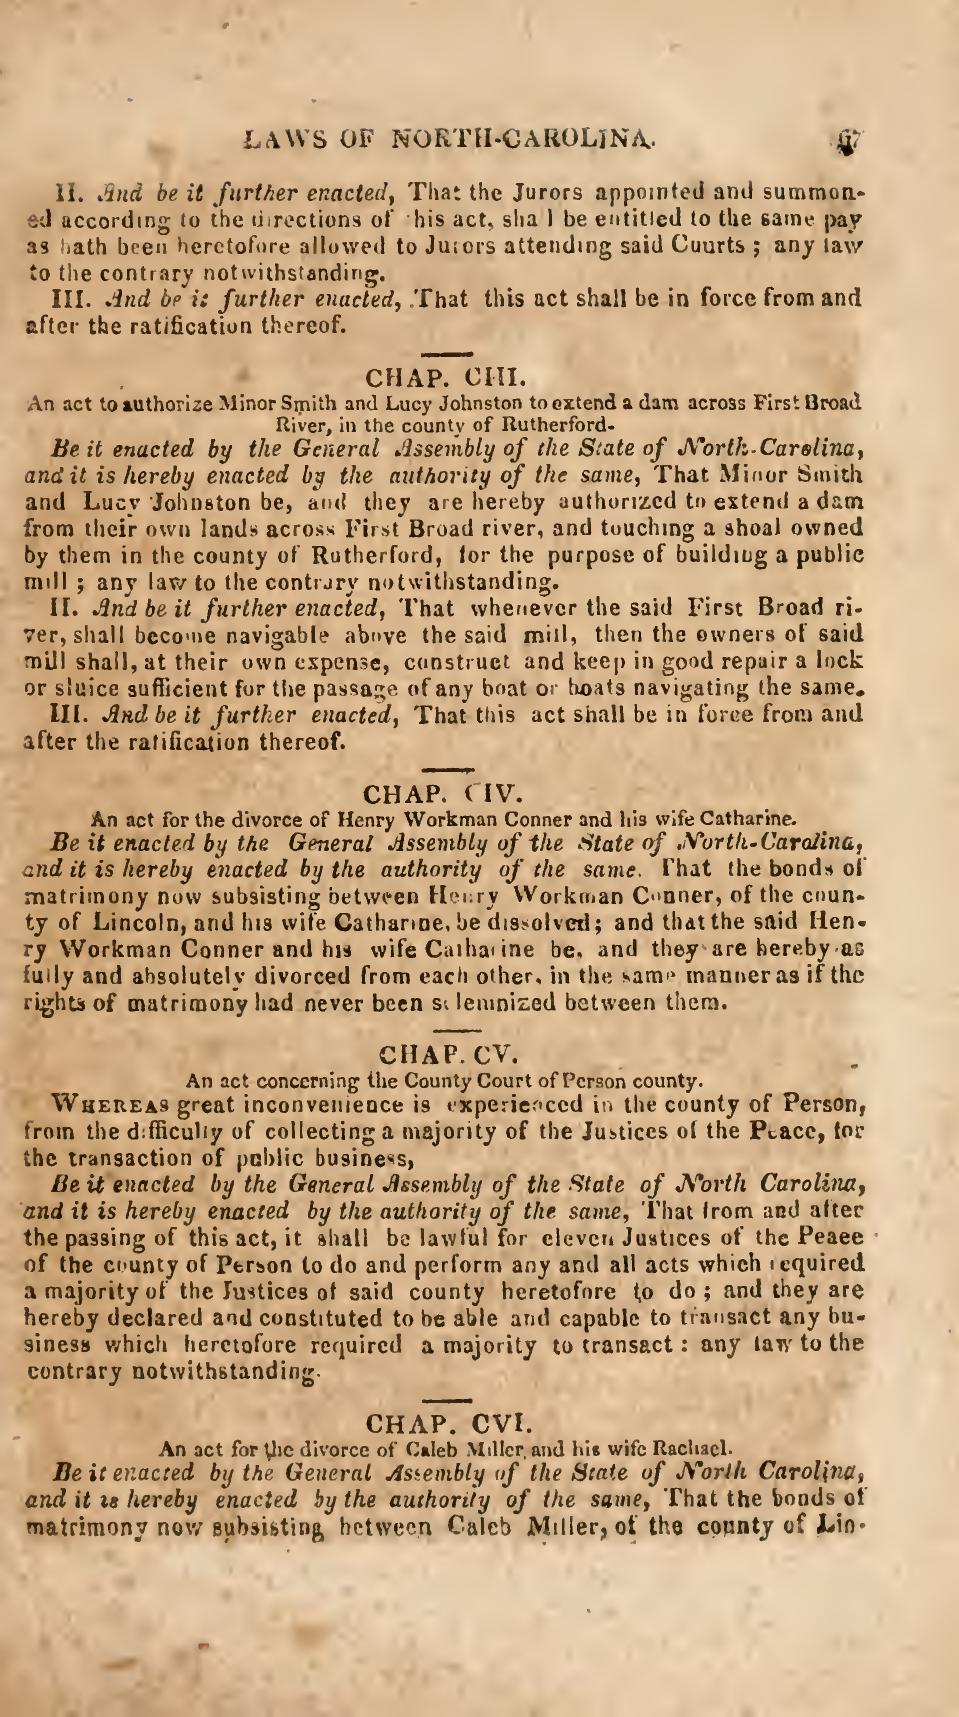 LAWS OF NORTH-CAROLINA. 67
II. And be it further enacted, That the Jurors appointed and summon-
ed according to the directions of this act, shall be entitled to the same pay
as hath been heretofore allowed to Jurors attending said Cuurts ; any law
to the contrary notwithstanding.
III. And be it further enacted, That this act shall be in force from and
after the ratification thereof.
CHAP. CIII.
An act to authorize Minor Smith and Lucy Johnston to extend a dam across First Broad
River, in the county of Rutherford-
Be it enacted by the General Assembly of the State of North-Carolina,
and it is hereby enacted by the authority of the same, That Minor Smith
and Lucy Johnston be, and they are hereby authorized to extend a dam
from their own lands across First Broad river, and touching a shoal owned
by them in the county of Rutherford, for the purpose of building a public
mill ; any law to the contrary notwithstanding.
II. And be it further enacted, That whenever the said First Broad ri-
ver, shall become navigable above the said mill, then the owners of said
mill shall, at their own expense, construct and keep in good repair a lock
or sluice sufficient for the passage of any boat or boats navigating the same.
III. And be it further enacted, That this act shall be in force from and
after the ratification thereof.
CHAP. CIV.
An act for the divorce of Henry Workman Conner and his wife Catharine.
Be it enacted by the General Assembly of the State of North-Carolina,
and it is hereby enacted by the authority of the same. That the bonds of
matrimony now subsisting between Henry Workman Conner, of the coun-
ty of Lincoln, and his wife Catharine, be dissolved ; and that the said Hen-
ry Workman Conner and his wife Catharine be, and they are hereby as
fully and absolutely divorced from each other, in the same manner as if the
rights of matrimony had never been solemnized between them.
CHAP. CV.
An act concerning the County Court of Person county.
WHEREAS great inconvenience is experienced in the county of Person,
from the difficulty of collecting a majority of the Justices of the Peace, for
the transaction of public business,
Be it enacted by the General Assembly of the State of North Carolina,
and it is hereby enacted by the authority of the same, That from and after
the passing of this act, it shall be lawful for eleven Justices of the Peaee
of the county of Person to do and perform any and all acts which required
a majority of the Justices of said county heretofore to do ; and they are
hereby declared and constituted to be able and capable to transact any bu-
siness which heretofore required a majority to transact : any law to the
contrary notwithstanding.
CHAP. CVI.
An act for the divorce of Caleb Miller, and his wife Rachael.
Be it enacted by the General Assembly of the State of North Carolina,
and it is hereby enacted by the authority of the same, That the bonds of
matrimony now subsisting between Caleb Miller, of the county of Lin-